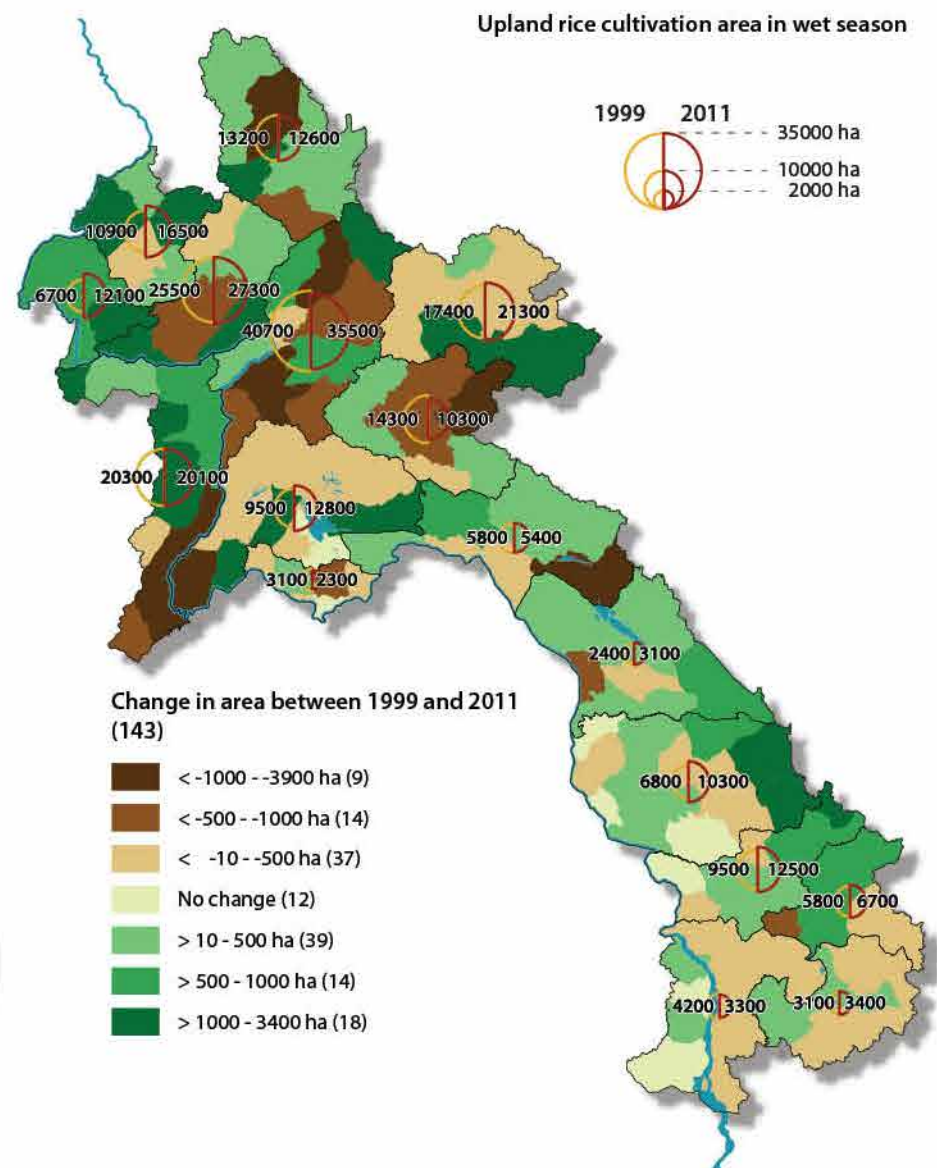 Upland rice cultivation area in wet season
1999 2011
35000 ha
10000 ha
2000 ha
13200 12600
10900 16500
6700 12100 25500 27300
17400 21300
40700 35500
14300 10300
20300 20100
9500 12800
5800 5400
3100 2300
2400 3100
6800 10300
9500 12500
5800 6700
4200 3300 3100 3400
Change in area between 1999 and 2011
(143)
< -1000 - -3900 ha (9)
< -500 - -1000 ha (14)
< -10 - -500 ha (37)
No change (12)
> 10 - 500 ha (39)
> 500 - 1000 ha (14)
> 1000 - 3400 ha (18)